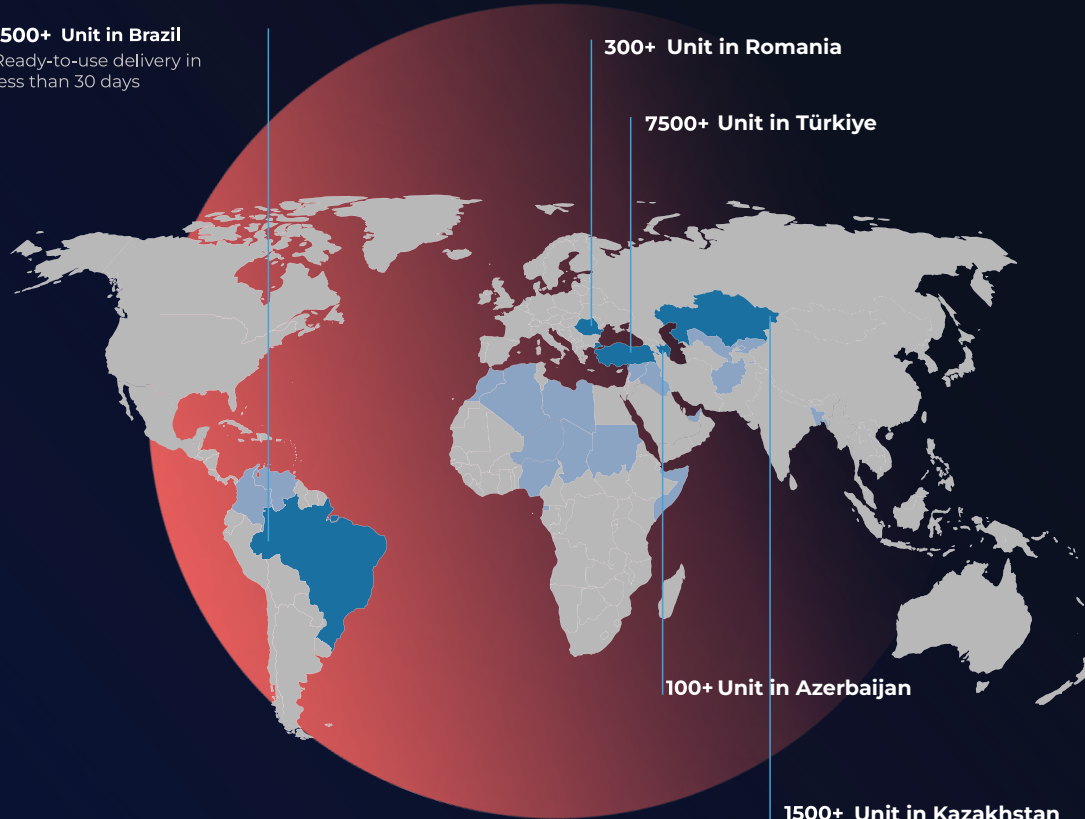 500+ Unit in Brazil
Ready-to-use delivery in
less than 30 days
300+ Unit in Romania
7500+ Unit in Türkiye
100+ Unit in Azerbaijan
1500+ Unit in Kazakhstan